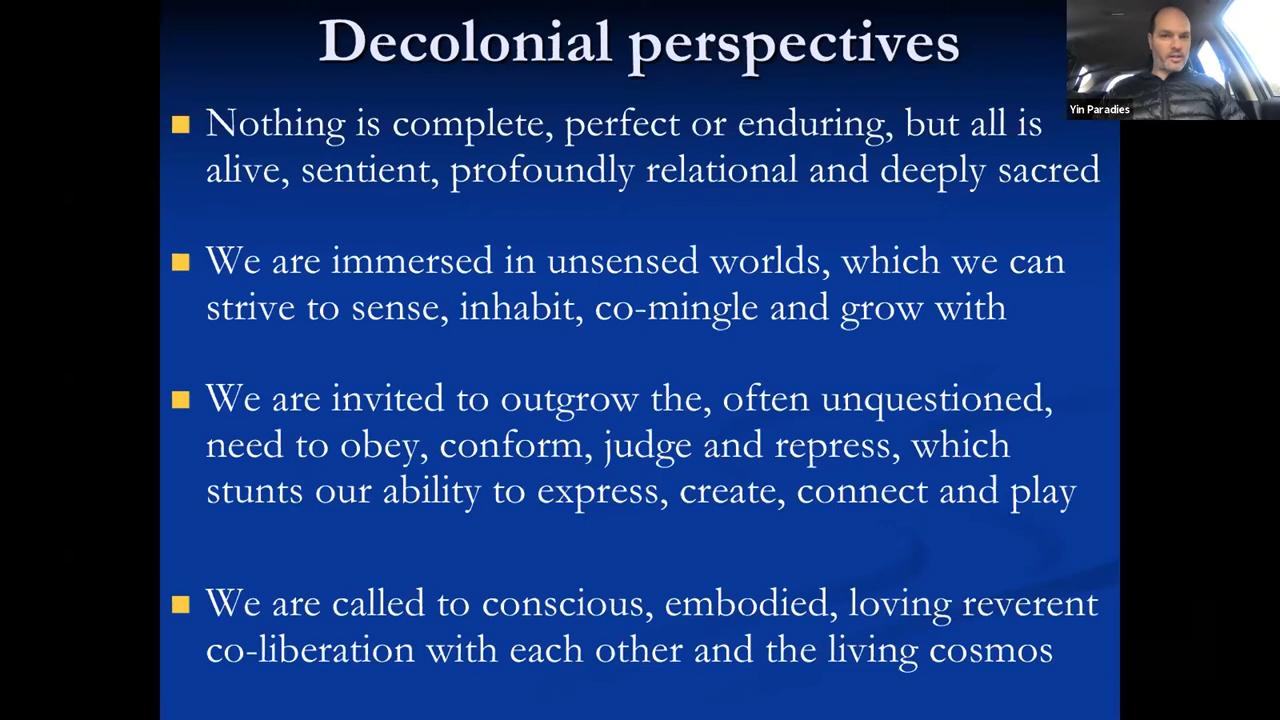 Decolonial perspectives
Yin Paradies
Nothing is complete, perfect or enduring, but all is
alive, sentient, profoundly relational and deeply sacred
We are immersed in unsensed worlds, which we can
strive to sense, inhabit, co-mingle and grow with
We are invited to outgrow the, often unquestioned,
need to obey, conform, judge and repress, which
stunts our ability to express, create, connect and play
We are called to conscious, embodied, loving reverent
co-liberation with each other and the living cosmos